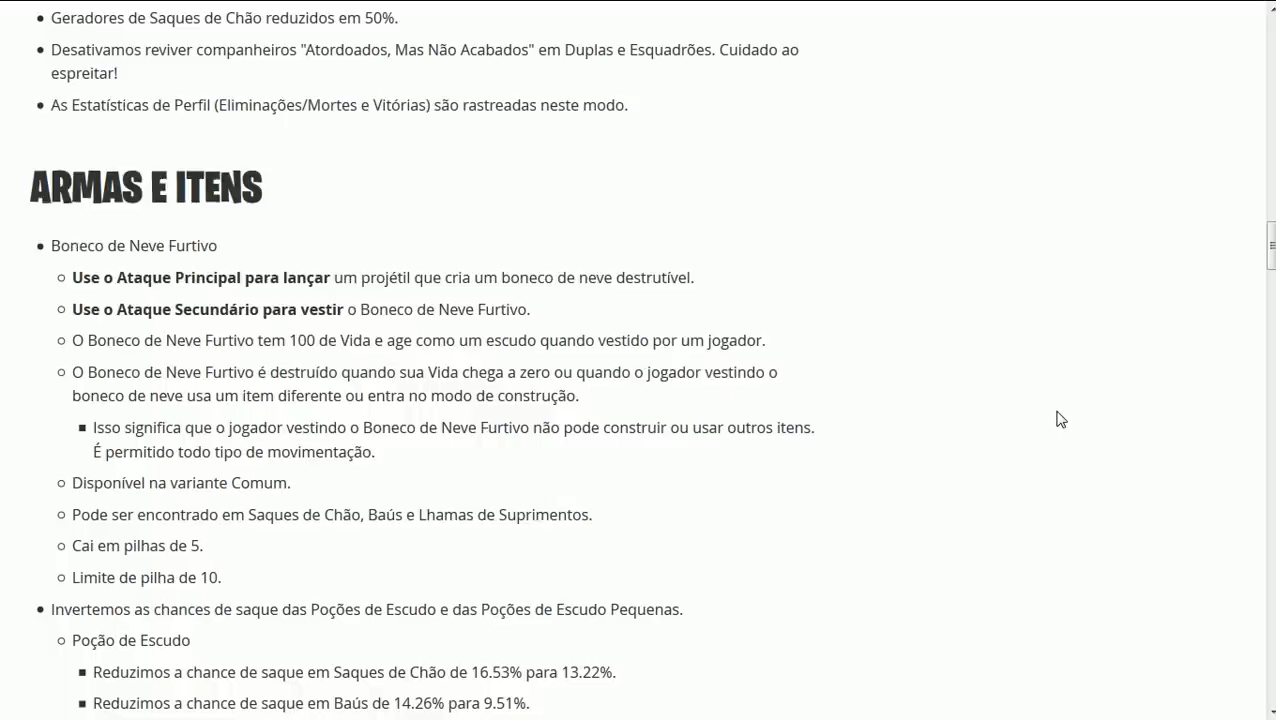 Geradores de Saques de Chão reduzidos em 50%.
Desativamos reviver companheiros "Atordoados, Mas Não Acabados" em Duplas e Esquadrões. Cuidado ao
espreitar!
As Estatísticas de Perfil (Eliminações/Mortes e Vitórias) são rastreadas neste modo.
ARMAS E ITENS
Boneco de Neve Furtivo
Use o Ataque Principal para lançar um projétil que cria um boneco de neve destrutível.
Use o Ataque Secundário para vestir o Boneco de Neve Furtivo.
O Boneco de Neve Furtivo tem 100 de Vida e age como um escudo quando vestido por um jogador.
O Boneco de Neve Furtivo é destruído quando sua Vida chega a zero ou quando o jogador vestindo o
boneco de neve usa um item diferente ou entra no modo de construção.
Isso significa que o jogador vestindo o Boneco de Neve Furtivo não pode construir ou usar outros itens.
É permitido todo tipo de movimentação.
Disponível na variante Comum.
Pode ser encontrado em Saques de Chão, Baús e Lhamas de Suprimentos.
Cai em pilhas de 5.
Limite de pilha de 10.
Invertemos as chances de saque das Poções de Escudo e das Poções de Escudo Pequenas.
Poção de Escudo
Reduzimos a chance de saque em Saques de Chão de 16.53% para 13.22%.
Reduzimos a chance de saque em Baús de 14.26% para 9.51%.